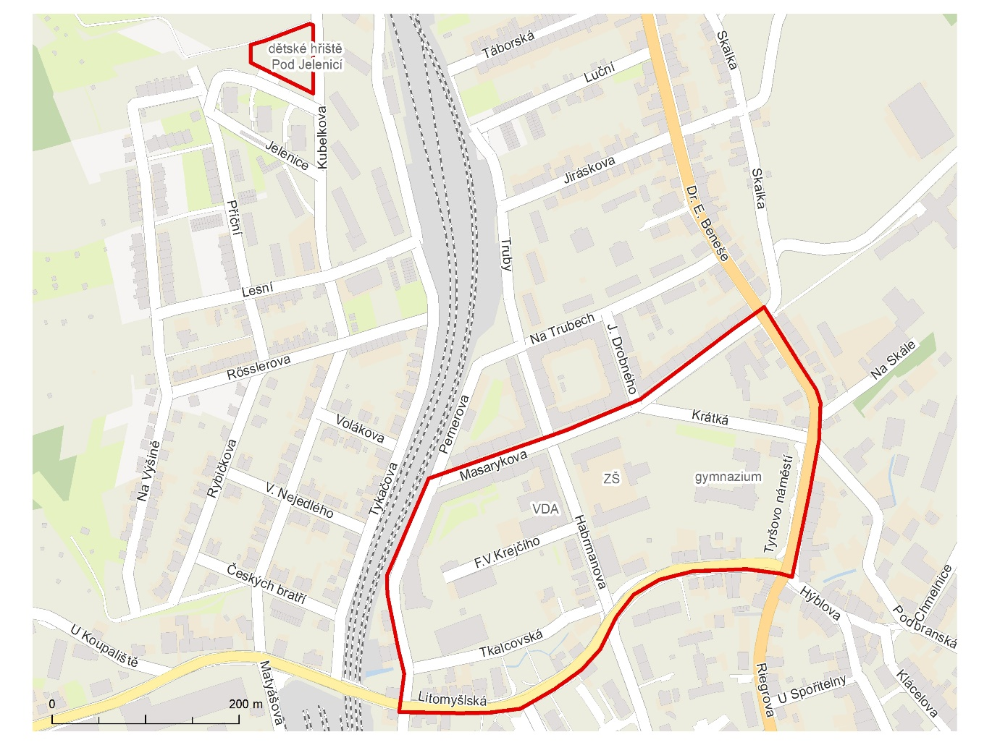 Táborská
Skalka
dětské hřiště
Pod Jelenicí
Luční
Kubelkova
Jelenice
Jiráskova
Skalka
Příční
Dr. E. Beneše
Truby
Lesní
Na Trubech
J. Drobného
Na Skále
Rösslerova
Volákova
Pernerova
Krátká
Na Výšině
Rybičkova
V. Nejedlého
Tykačova
Masarykova
ZŠ
gymnazium
Tyršovo náměstí
VDA
Habrmanova
F.V.Krejčího
Českých bratří
Hýblova
Chmelnice
Podbranská
U Koupaliště
Tkalcovská
Matyášova
Litomyšlská
Riegrova
U Spořitelny
Klácelova
0 200 m